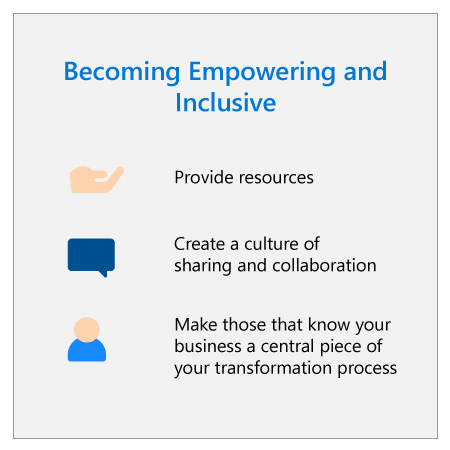 Becoming Empowering and
Inclusive
Provide resources
Create a culture of
sharing and collaboration
Make those that know your
business a central piece of
your transformation process